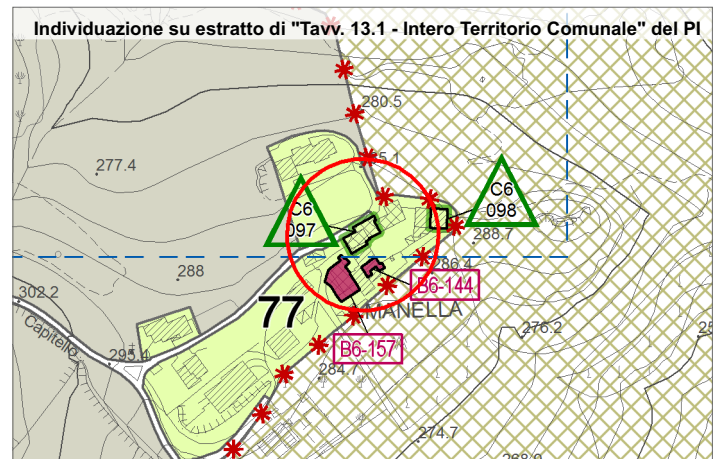 Individuazione su estratto di "Tavv. 13.1 - Intero Territorio Comunale" del PI
280.5
277.4
C6
098
C6
097
288.7
286.4
288
B6-144
302.2
77
MANELLA
276.2
Capitello
B6-157
295.4
284.7
274.7
268.9